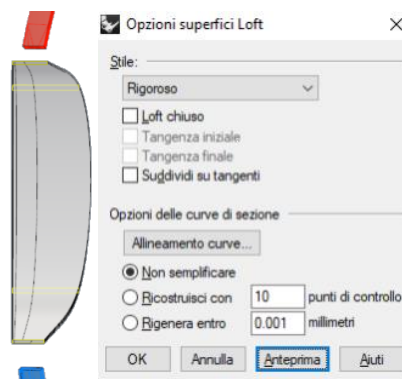 Opzioni superfici Loft
Stile:
Rigoroso
Loft chiuso
Tangenza iniziale
Tangenza finale
Suddividi su tangenti
Opzioni delle curve di sezione
Allineamento curve...
Non semplificare
Ricostruisci con 10 punti di controllo
Rigenera entro 0.001 millimetri
OK Annulla Anteprima Aiuti